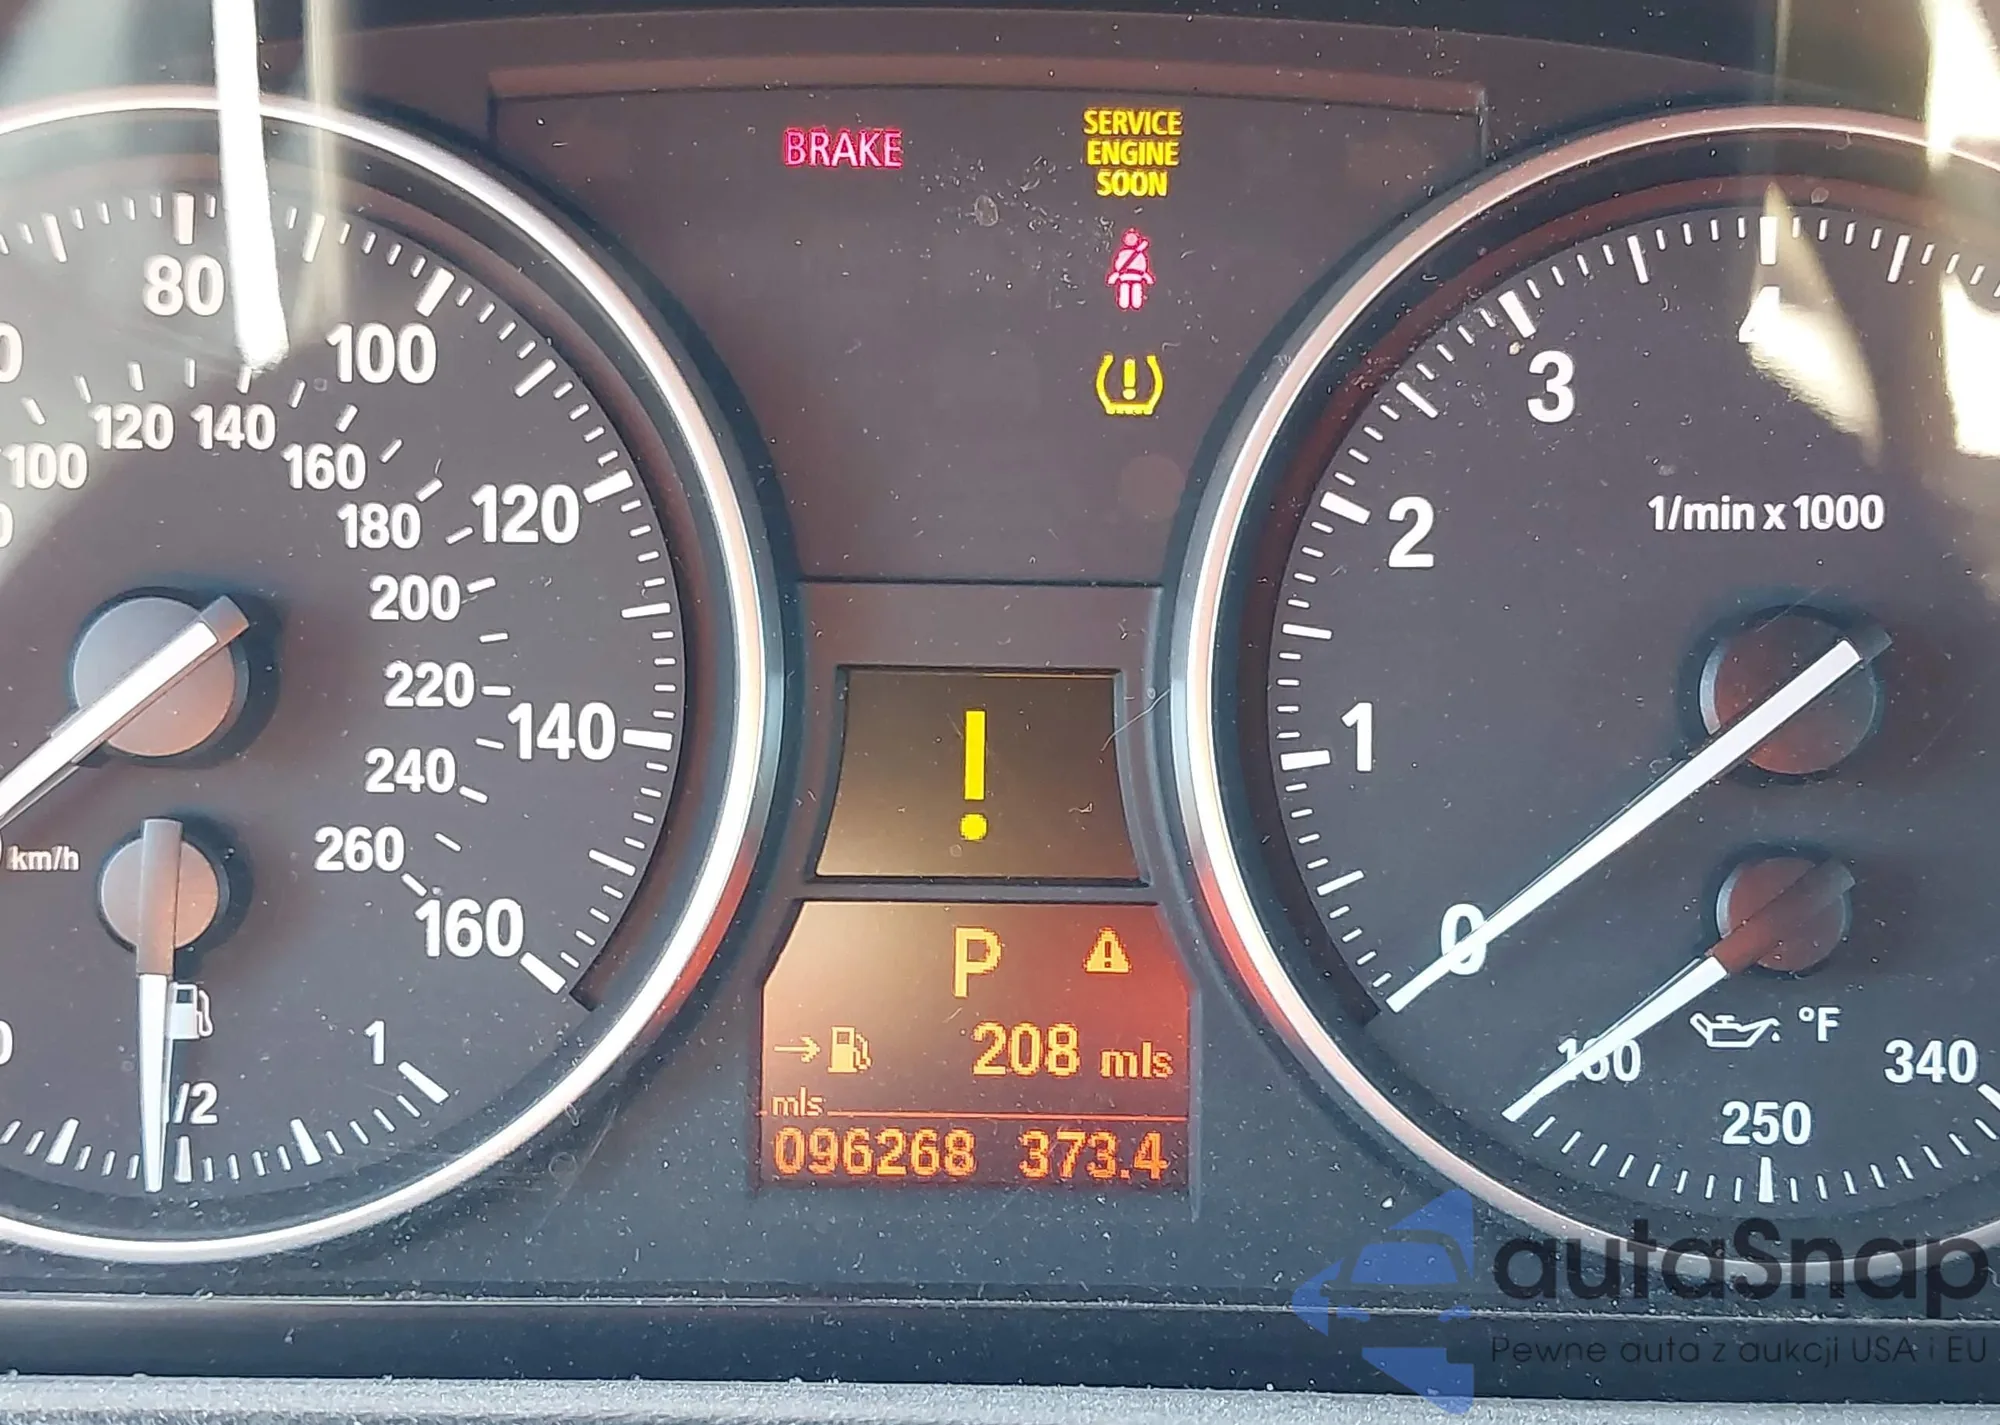 BRAKE
SERVICE
ENGINE
SOON
80
100
120
140
160
100
120
140
160
180
200
220
240
260
km/h
1/2
1
P
208 mls
mls
096268 373.4
0
1
2
3
4
1/min x 1000
°F
160
250
340
autaSnap
Pewne auta z aukcji USA i EU